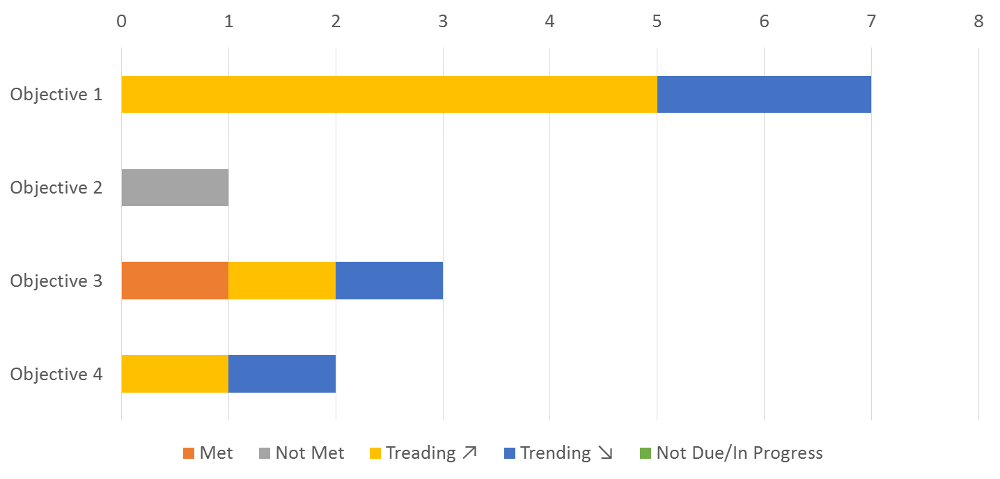 0 1 2 3 4 5 6 7 8
Objective 1
Objective 2
Objective 3
Objective 4
Met Not Met Treading ↗ Trending ↘ Not Due/In Progress